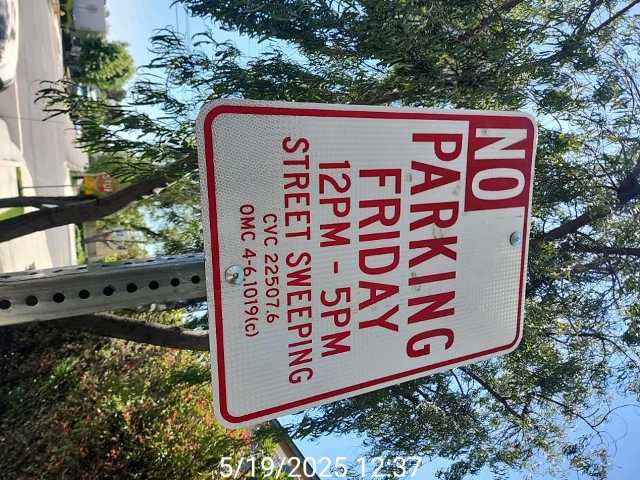 NO
PARKING
FRIDAY
12PM - 5PM
STREET SWEEPING
CVC 22507.6
OMC 4-6.1019(c)
5/19/2025 12:37